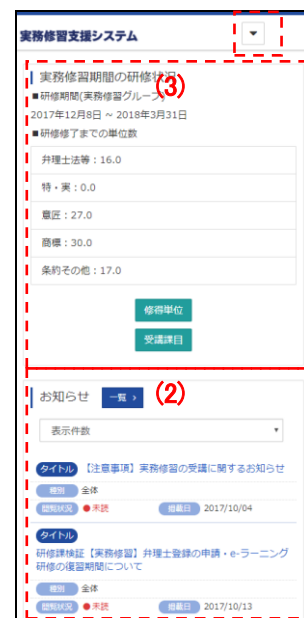 実務修習支援システム
実務修習期間の研修状況
(3)
■研修期間(実務修習グループ)
2017年12月8日 ~ 2018年3月31日
■研修修了までの単位数
弁理士法等：16.0
特・実：0.0
意匠：27.0
商標：30.0
条約その他：17.0
修得単位
受講課目
お知らせ 一覧 ›
(2)
表示件数
タイトル 【注意事項】実務修習の受講に関するお知らせ
種別 全体
閲覧状況 ●未読 掲載日 2017/10/04
タイトル
研修課検証【実務修習】弁理士登録の申請・e-ラーニング
研修の復習期間について
種別 全体
閲覧状況 ●未読 掲載日 2017/10/13